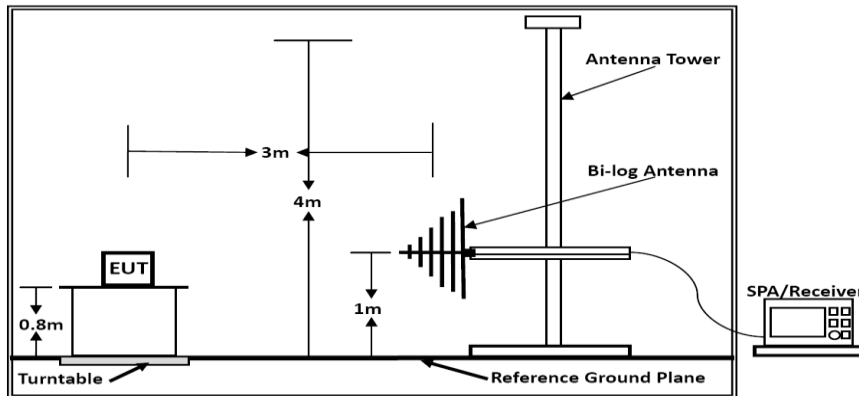 Antenna Tower
3m
Bi-log Antenna
4m
EUT
1m
0.8m
SPA/Receiver
Turntable
Reference Ground Plane